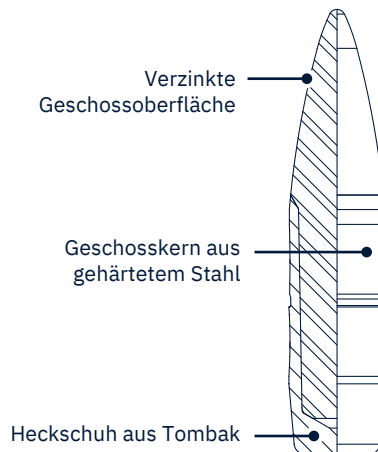 Verzinkte
Geschossoberfläche
Geschosskern aus
gehärtetem Stahl
Heckschuh aus Tombak